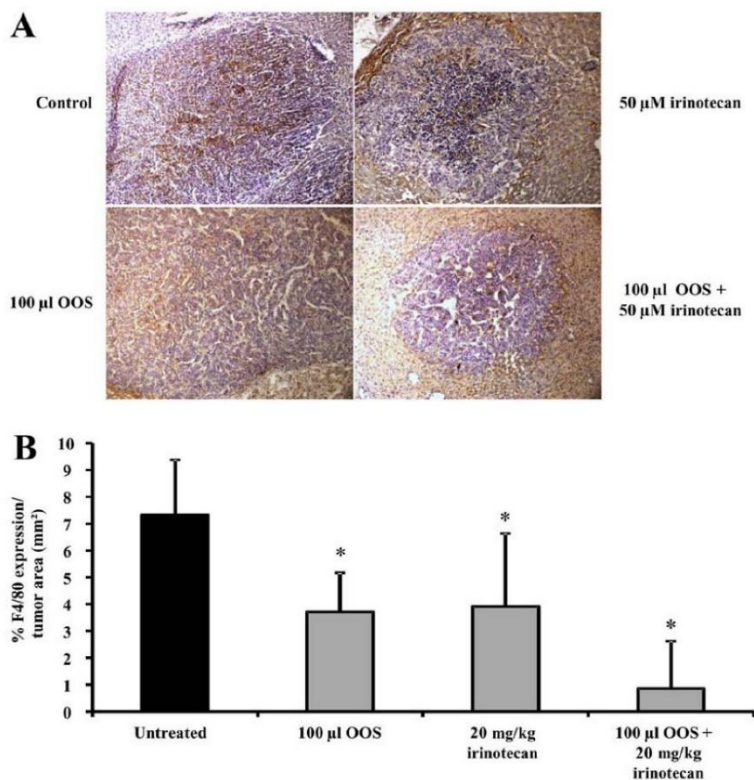 A
Control
50 µM irinotecan
100 µl OOS
100 µl OOS +
50 µM irinotecan
B
% F4/80 expression/
tumor area (mm²)
10
9
8
7
6
5
4
3
2
1
0
*
*
*
Untreated
100 µl OOS
20 mg/kg
irinotecan
100 µl OOS +
20 mg/kg
irinotecan